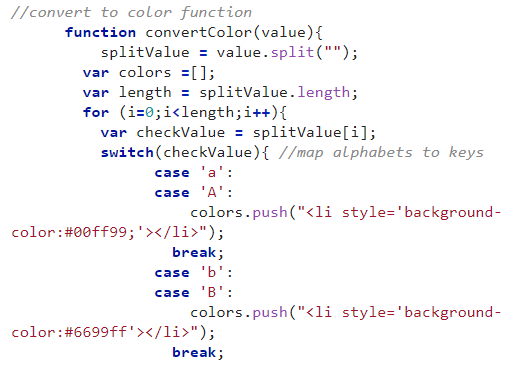 //convert to color function
function convertColor(value){
splitValue = value.split("");
var colors =[];
var length = splitValue.length;
for (i=0;i<length;i++){
var checkValue = splitValue[i];
switch(checkValue){ //map alphabets to keys
case 'a':
case 'A':
colors.push("<li style='background-
color:#00ff99;'></li>");
break;
case 'b':
case 'B':
colors.push("<li style='background-
color:#6699ff'></li>");
break;